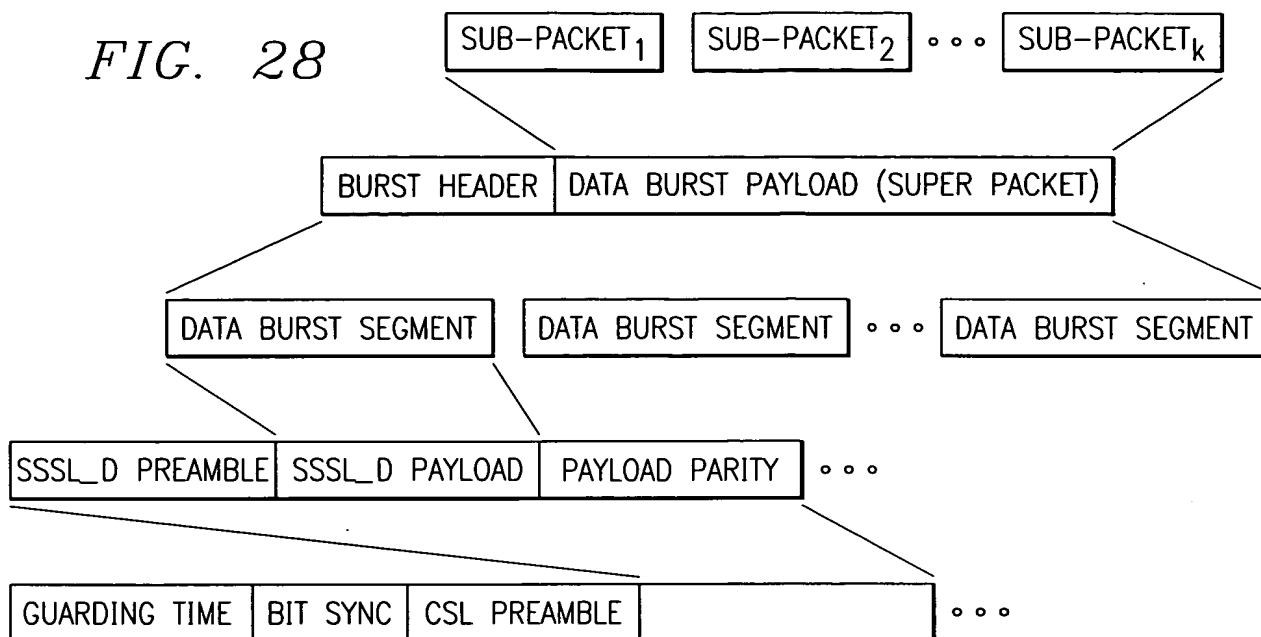 FIG. 28
SUB-PACKET1 SUB-PACKET2 ∘ ∘ ∘ SUB-PACKETk
BURST HEADER DATA BURST PAYLOAD (SUPER PACKET)
DATA BURST SEGMENT DATA BURST SEGMENT ∘ ∘ ∘ DATA BURST SEGMENT
SSSL_D PREAMBLE SSSL_D PAYLOAD PAYLOAD PARITY ∘ ∘ ∘
GUARDING TIME BIT SYNC CSL PREAMBLE ∘ ∘ ∘